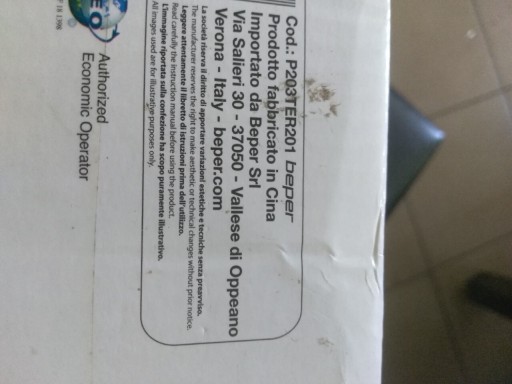 Cod.: P203TER201 beper
Prodotto fabbricato in Cina
Importato da Beper Srl
Via Salieri 30 - 37050 - Vallese di Oppeano
Verona - Italy - beper.com
La società riserva il diritto di apportare variazioni estetiche e tecniche senza preavviso.
The manufacturer reserves the right to make aesthetic or technical changes without prior notice.
Leggere attentamente il libretto di istruzioni prima dell'utilizzo.
Read carefully the instruction manual before using the product.
L'immagine riportata sulla confezione ha scopo puramente illustrativo.
All images used are for illustrative purposes only.
EO
Authorized
Economic Operator